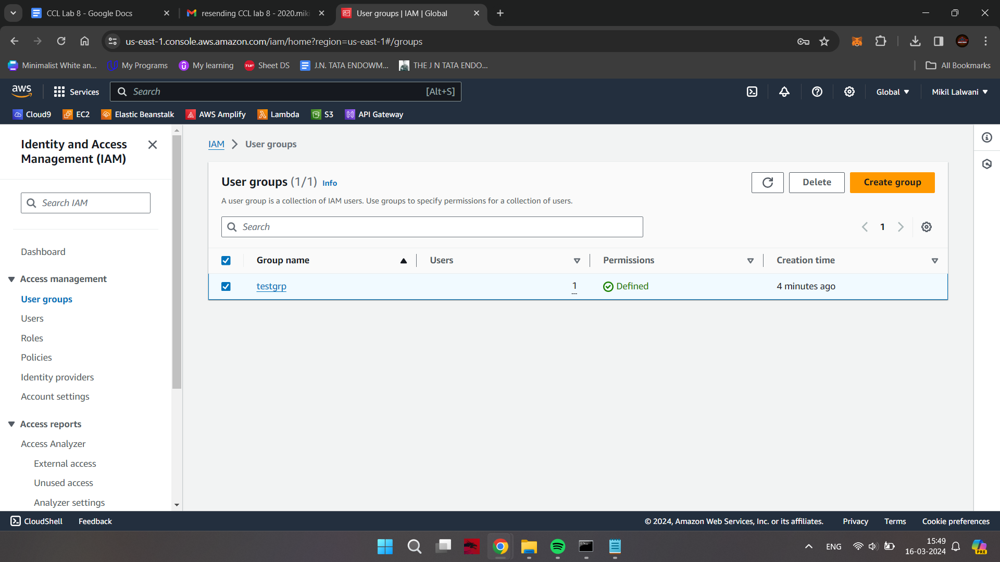 CCL Lab 8 - Google Docs
resending CCL lab 8 - 2020.miki
User groups | IAM | Global
us-east-1.console.aws.amazon.com/iam/home?region=us-east-1#/groups
Minimalist White an...
My Programs
My learning
TUF
Sheet DS
J.N. TATA ENDOWM...
THE J N TATA ENDO...
All Bookmarks
aws
Services
Search
[Alt+S]
Global
Mikil Lalwani
Cloud9
EC2
Elastic Beanstalk
AWS Amplify
Lambda
S3
API Gateway
Identity and Access
Management (IAM)
Search IAM
Dashboard
Access management
User groups
Users
Roles
Policies
Identity providers
Account settings
Access reports
Access Analyzer
External access
Unused access
Analyzer settings
IAM
User groups
User groups (1/1) Info
Delete
Create group
A user group is a collection of IAM users. Use groups to specify permissions for a collection of users.
Search
1
Group name
Users
Permissions
Creation time
testgrp
1
Defined
4 minutes ago
CloudShell
Feedback
© 2024, Amazon Web Services, Inc. or its affiliates.
Privacy
Terms
Cookie preferences
ENG
15:49
16-03-2024
PRE